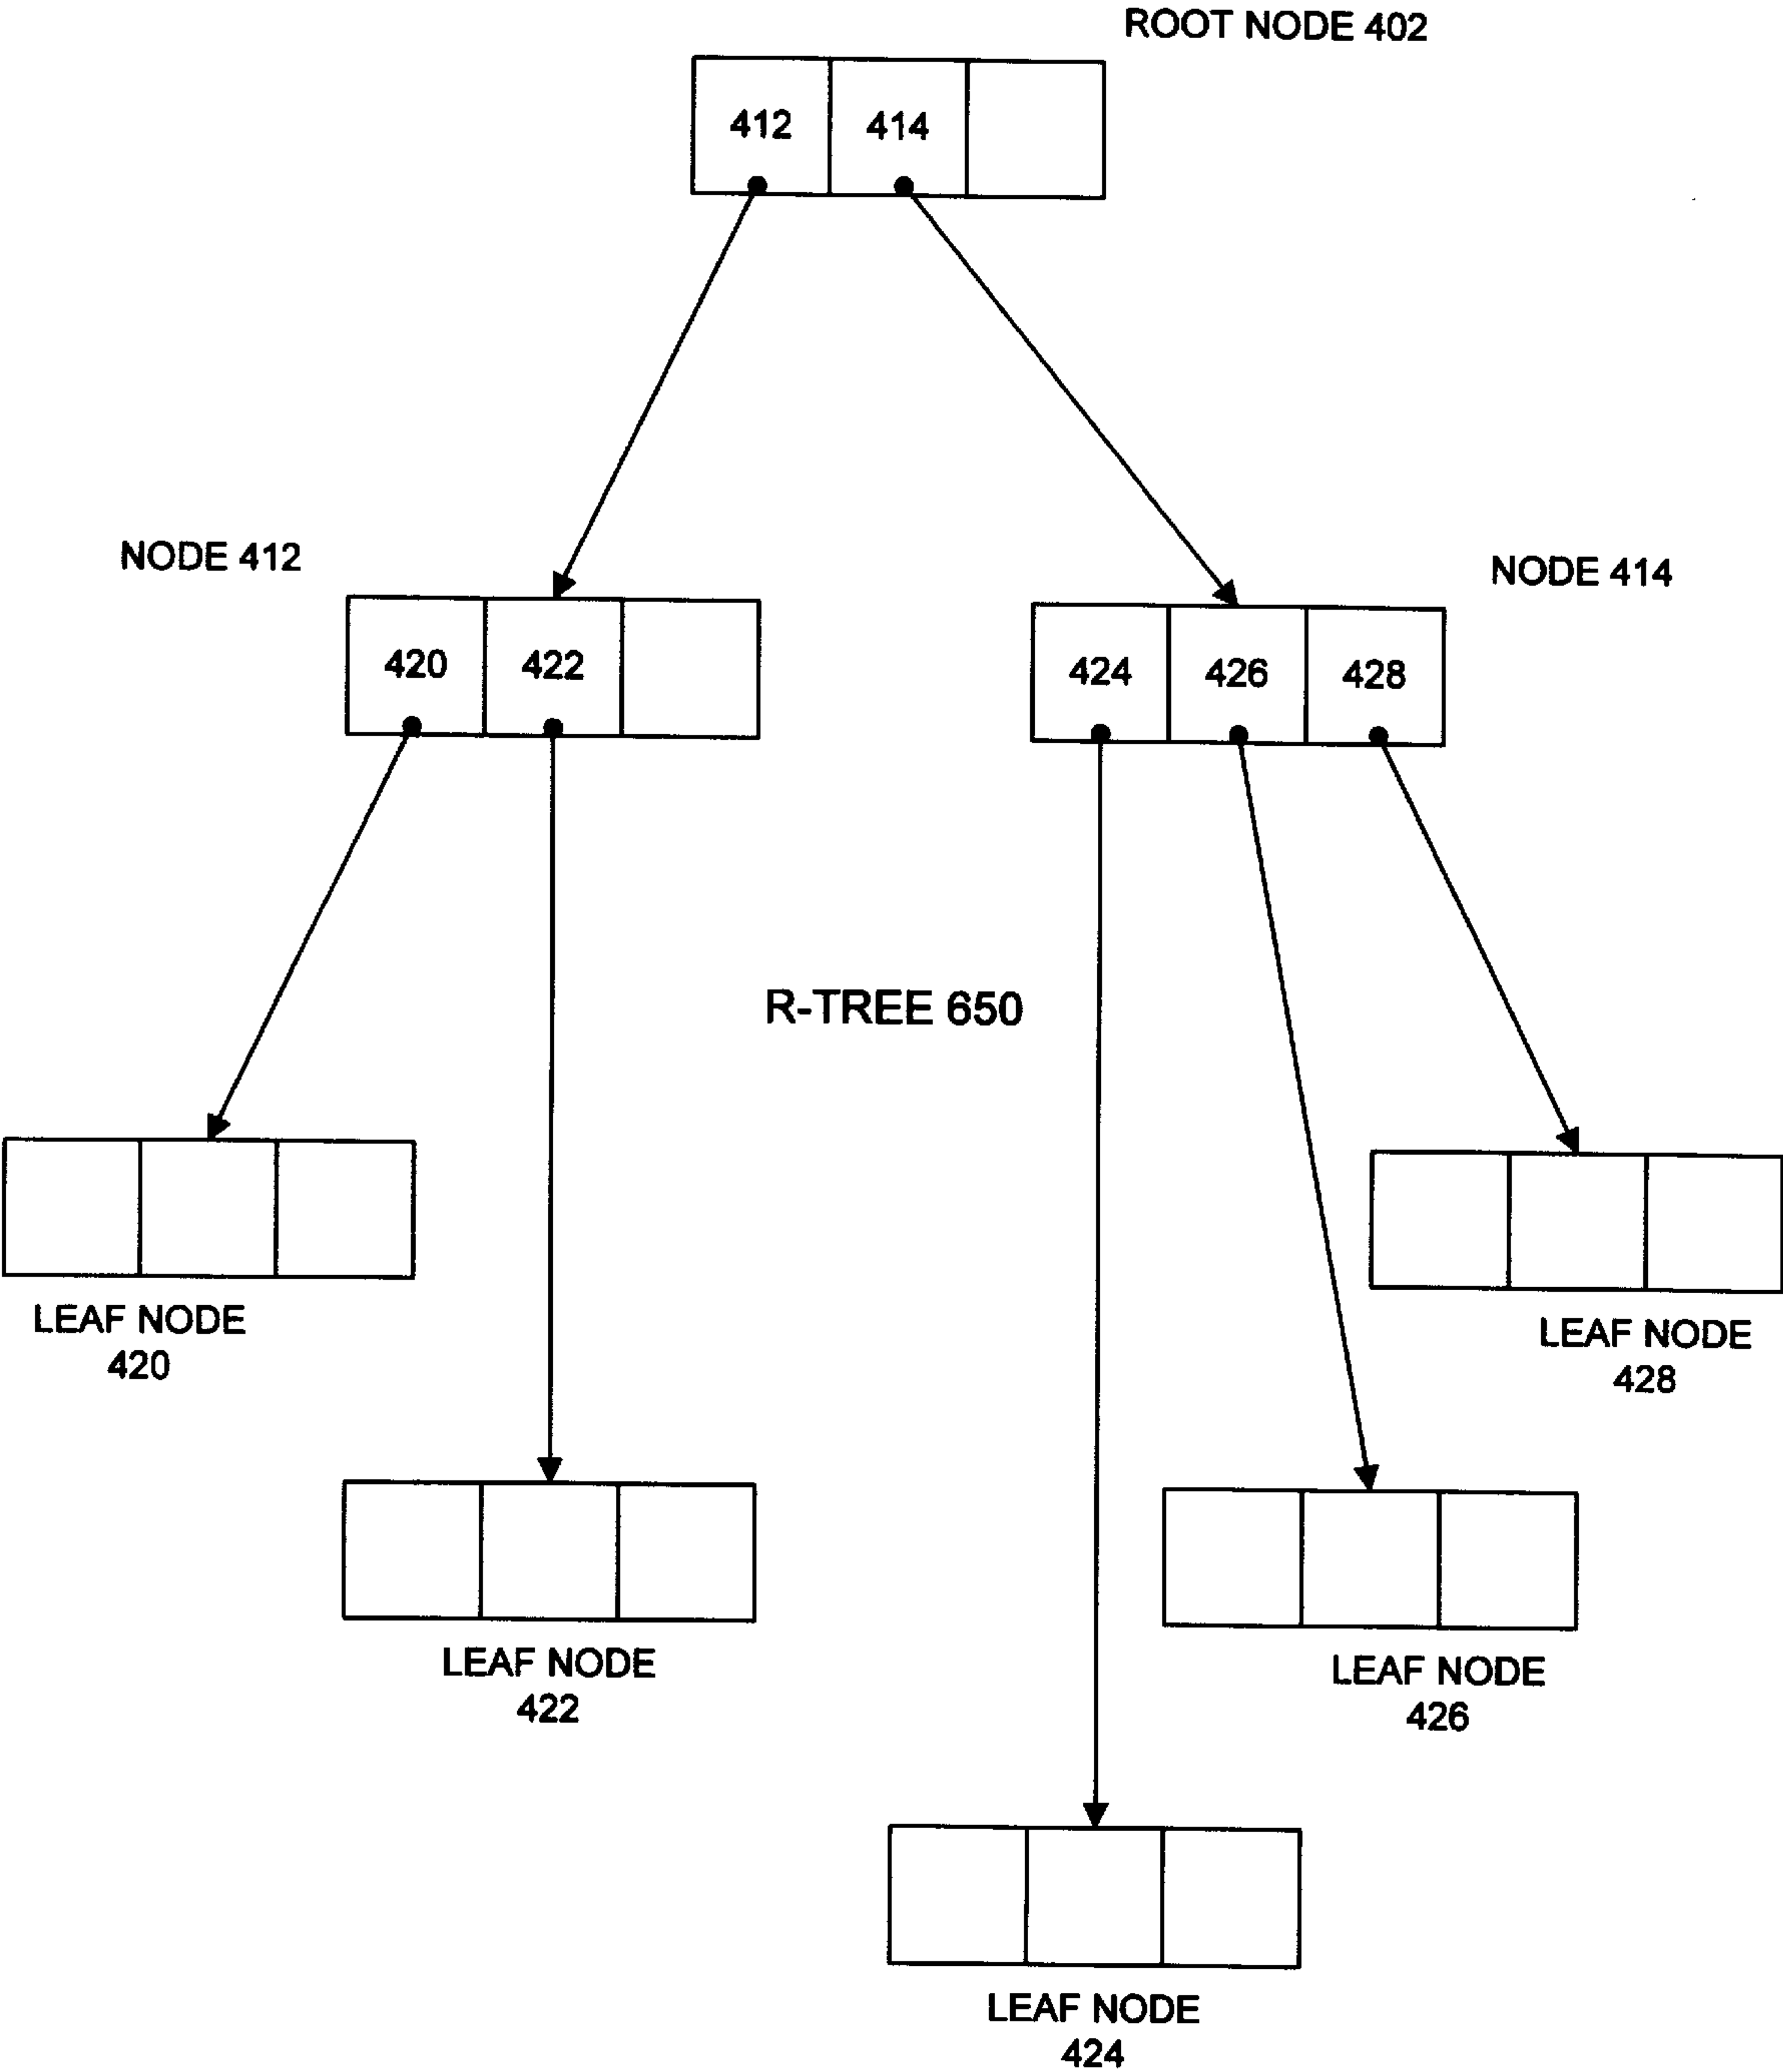 ROOT NODE 402
412 414
NODE 412
NODE 414
420 422
424 426 428
R-TREE 650
LEAF NODE
420
LEAF NODE
428
LEAF NODE
422
LEAF NODE
426
LEAF NODE
424